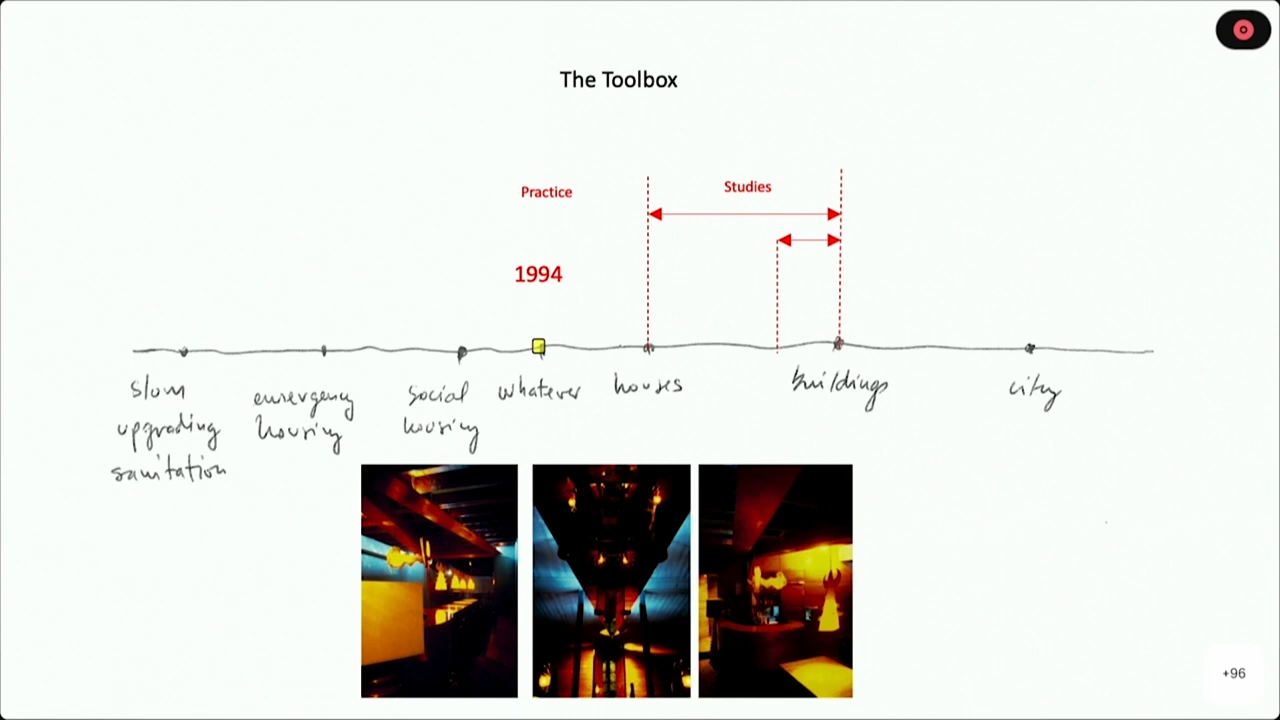 The Toolbox
Practice
Studies
1994
slum
upgrading
sanitation
emergency
housing
social
housing
whatever
houses
buildings
city
+96